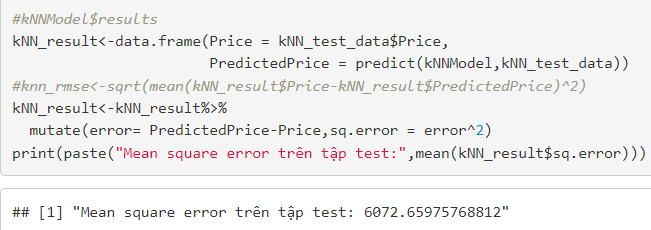 #kNNModel$results
kNN_result<-data.frame(Price = kNN_test_data$Price,
PredictedPrice = predict(kNNModel,kNN_test_data))
#knn_rmse<-sqrt(mean(kNN_result$Price-kNN_result$PredictedPrice)^2)
kNN_result<-kNN_result%>%
mutate(error= PredictedPrice-Price,sq.error = error^2)
print(paste("Mean square error trên tập test:",mean(kNN_result$sq.error)))
## [1] "Mean square error trên tập test: 6072.65975768812"